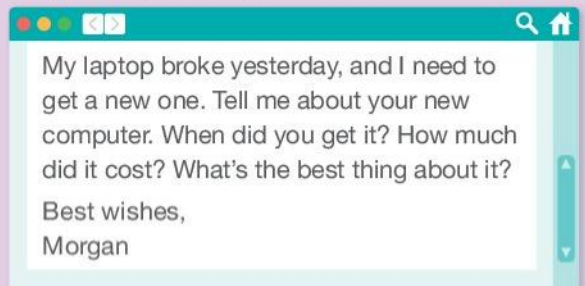 My laptop broke yesterday, and I need to
get a new one. Tell me about your new
computer. When did you get it? How much
did it cost? What's the best thing about it?
Best wishes,
Morgan